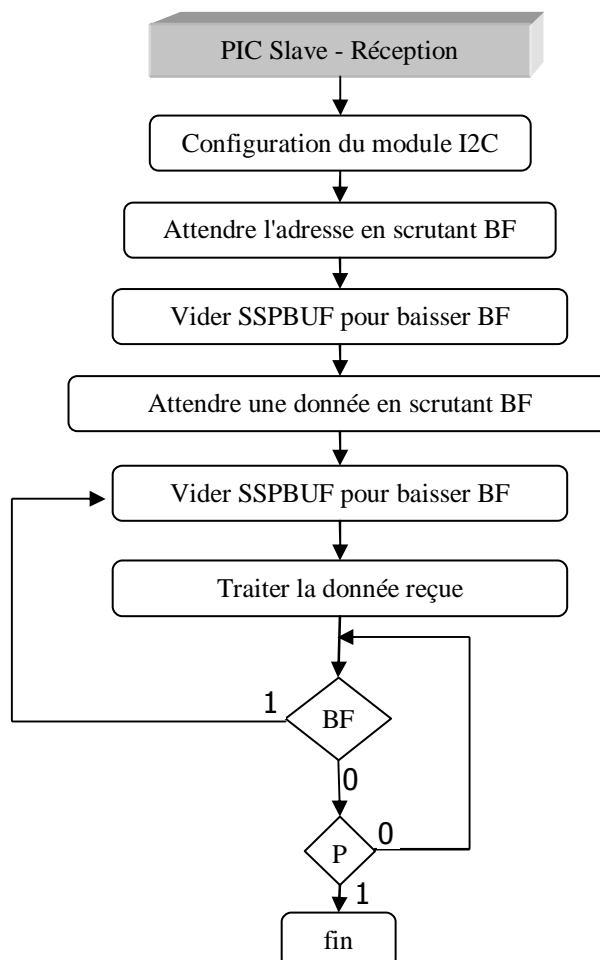 PIC Slave - Réception
Configuration du module I2C
Attendre l'adresse en scrutant BF
Vider SSPBUF pour baisser BF
Attendre une donnée en scrutant BF
Vider SSPBUF pour baisser BF
Traiter la donnée reçue
1
BF
0
P
0
1
fin